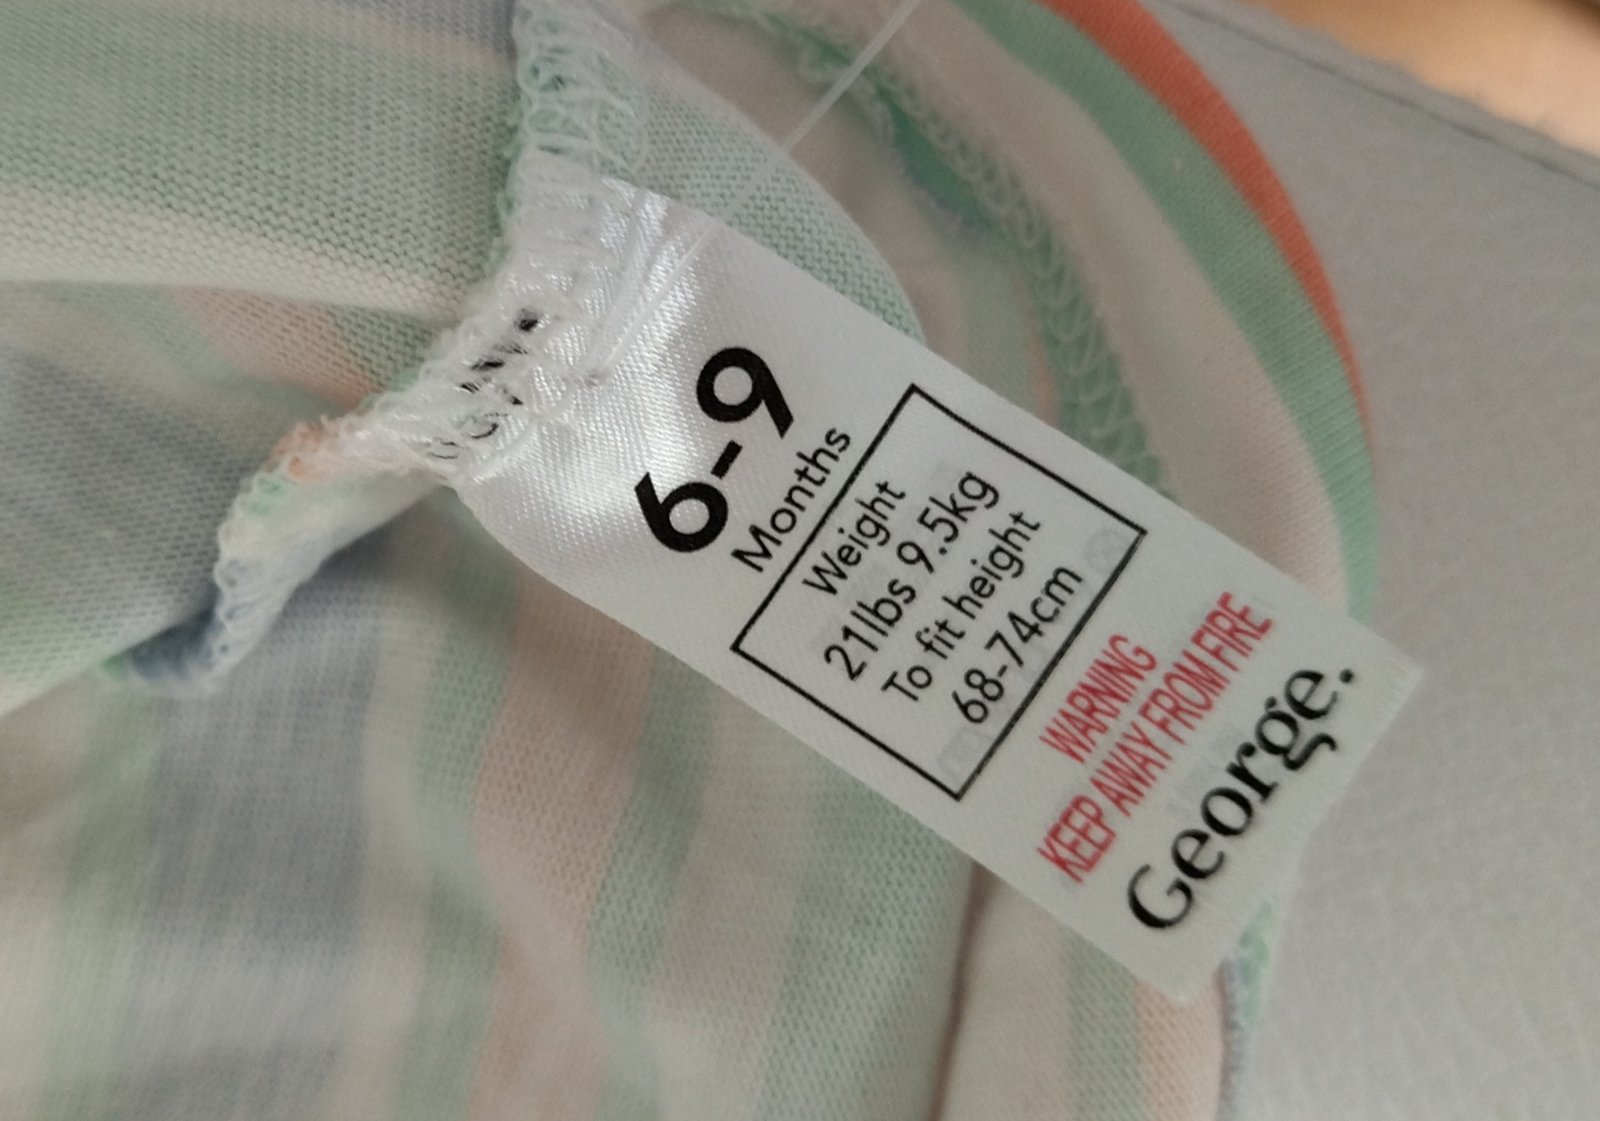 6-9
Months
Weight
21lbs 9.5kg
To fit height
68-74cm
WARNING
KEEP AWAY FROM FIRE
George.